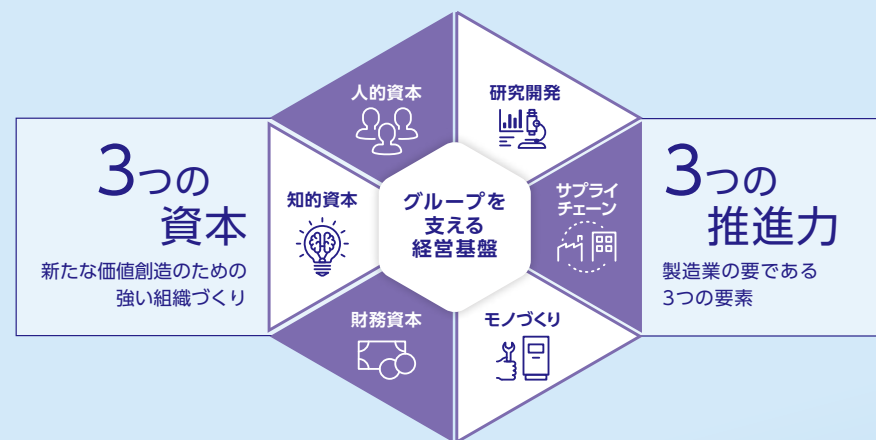 3つの
資本
新たな価値創造のための
強い組織づくり
人的資本
知的資本
財務資本
グループを
支える
経営基盤
研究開発
サプライ
チェーン
モノづくり
3つの
推進力
製造業の要である
3つの要素